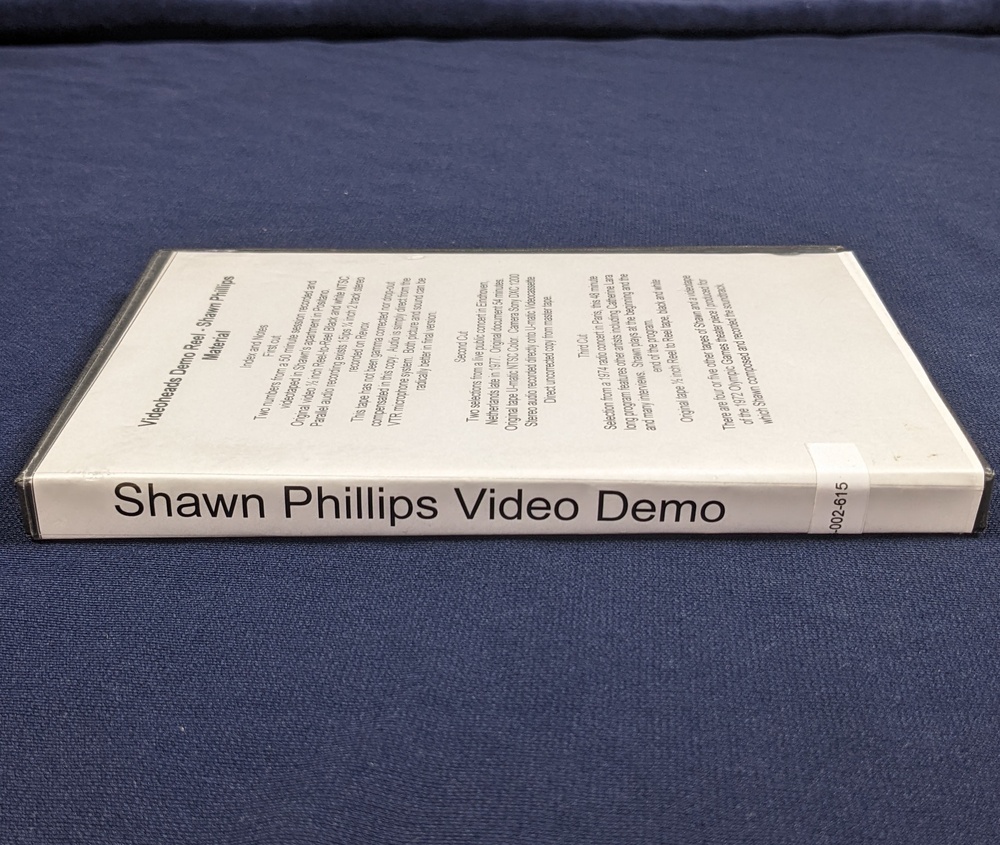 Videoheads Demo Reel - Shawn Phillips
Material
Index and Notes
First cut
Two numbers from a 50 minute session recorded and
videotaped in Shawn's apartment in Positano.
Original video ½ inch Reel-to-Reel Black and white NTSC
Parallel audio recording exists 15ips ¼ inch 2 track stereo
recorded on Revox
This tape has not been gamma corrected nor drop-out
compensated in this copy. Audio is simply direct from the
VTR microphone system. Both picture and sound can be
radically better in final version.
Second Cut
Two selections from a live public concert in Eindhoven,
Netherlands late in 1977. Original document 54 minutes.
Original tape U-matic NTSC Color. Camera Sony DXC 1200
Stereo audio recorded directly onto U-matic Videocassette
Direct uncorrected copy from master tape.
Third Cut
Selection from a 1974 radio concert in Paris, this 48 minute
long program features other artists including Catherine Lara
and many interviews. Shawn plays at the beginning and the
end of the program.
Original tape ½ inch Reel to Reel tape, black and white
There are four or five other tapes of Shawn and a videotape
of the 1972 Olympic Games theater piece I produced for
wich Shawn composed and recorded the soundtrack.
Shawn Phillips Video Demo
-002-615